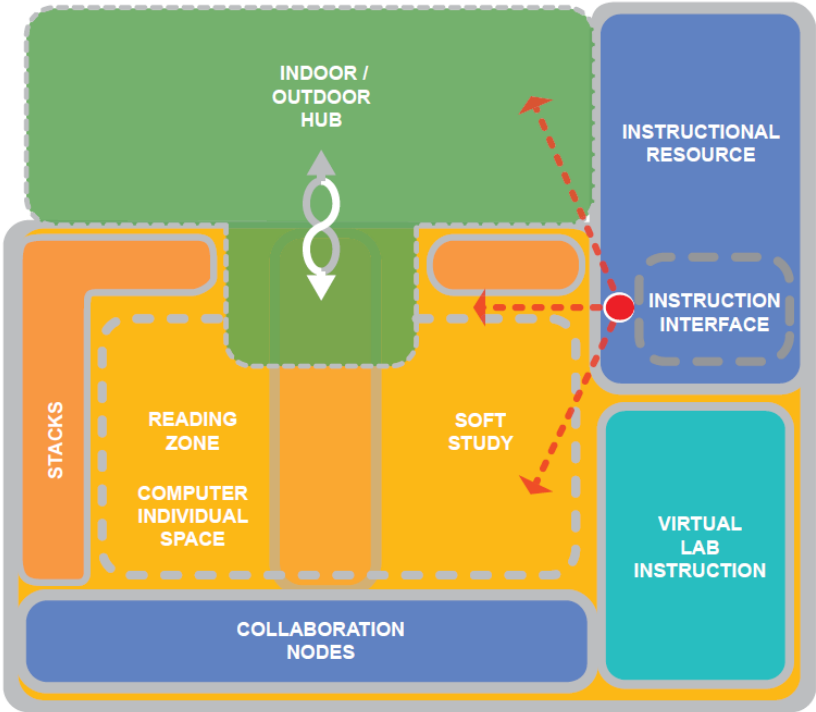 INDOOR /
OUTDOOR
HUB
INSTRUCTIONAL
RESOURCE
INSTRUCTION
INTERFACE
STACKS
READING
ZONE
COMPUTER
INDIVIDUAL
SPACE
SOFT
STUDY
VIRTUAL
LAB
INSTRUCTION
COLLABORATION
NODES